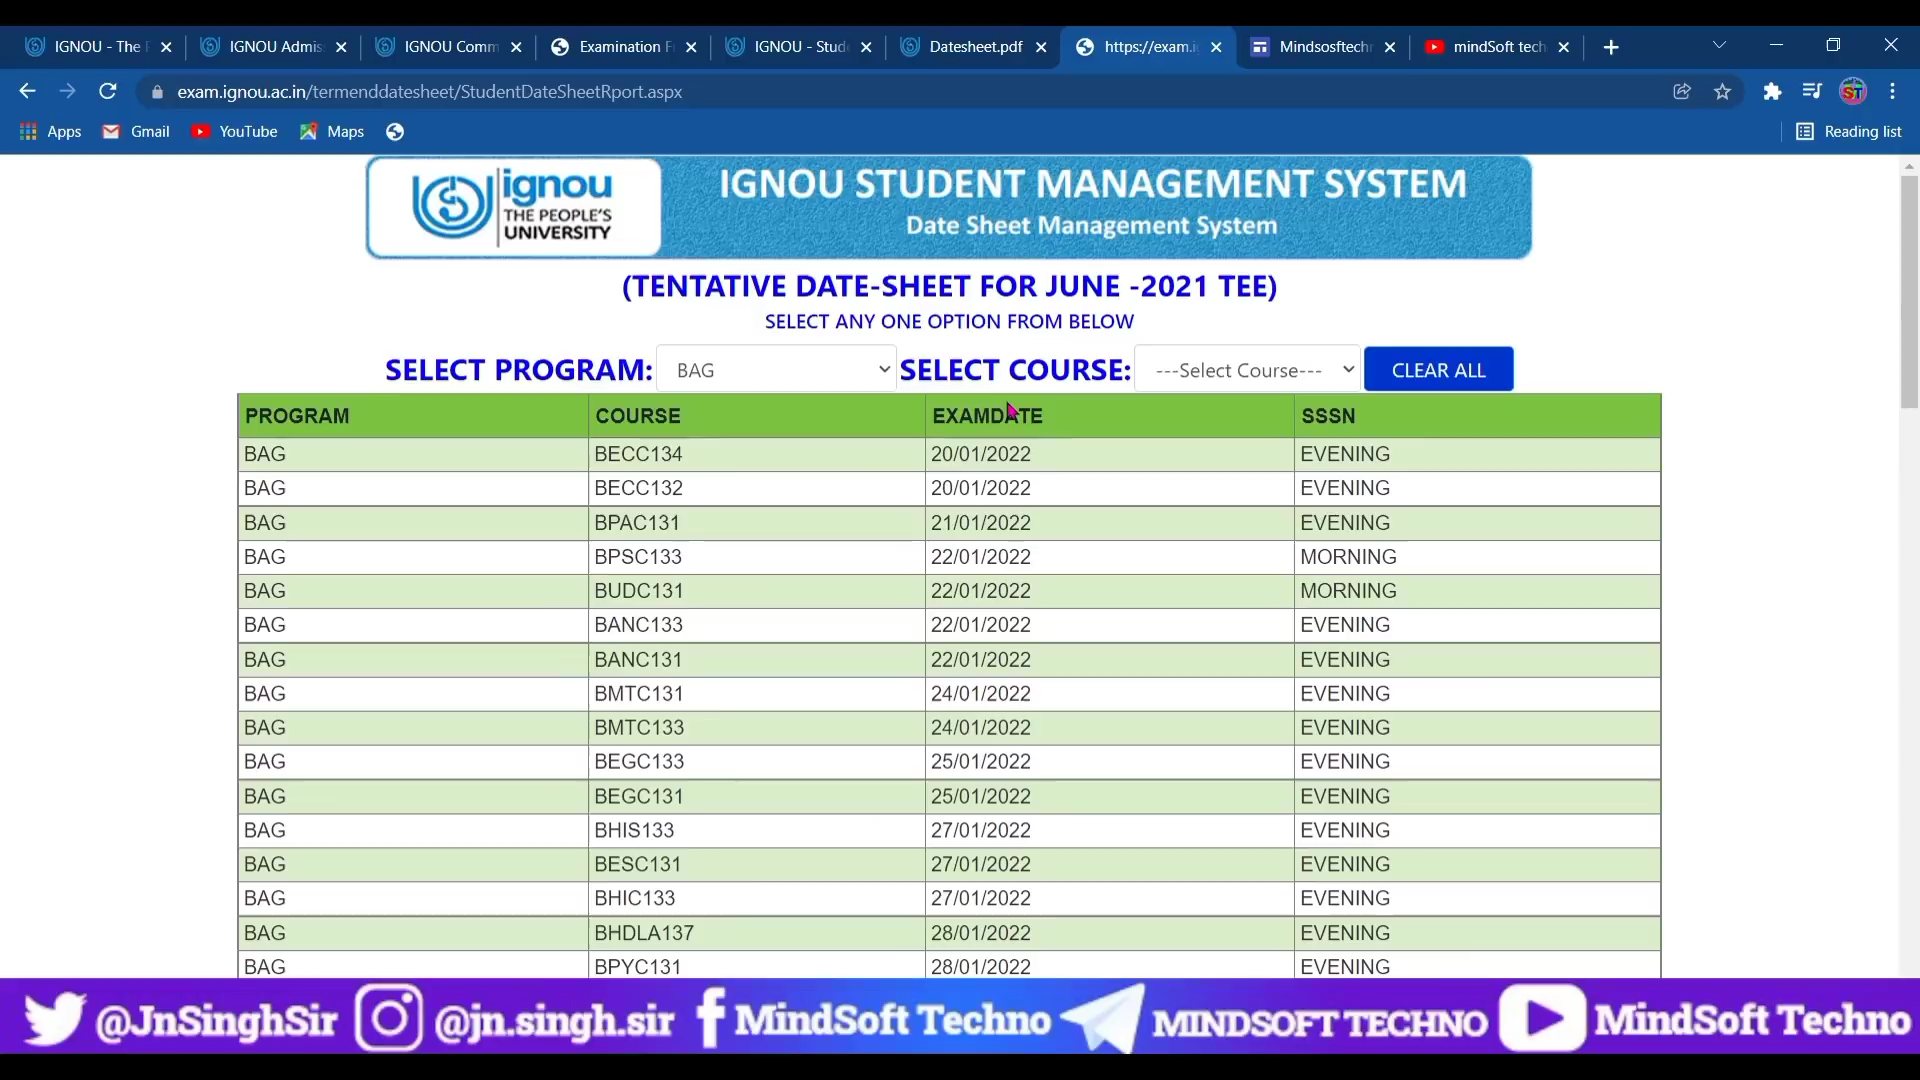 IGNOU - The
IGNOU Admis
IGNOU Comm
Examination F
IGNOU - Stud
Datesheet.pdf
https://exam.i
Mindsosftechn
mindSoft tech
exam.ignou.ac.in/termenddatesheet/StudentDateSheetRport.aspx
Apps
Gmail
YouTube
Maps
Reading list
ignou
THE PEOPLE'S
UNIVERSITY
IGNOU STUDENT MANAGEMENT SYSTEM
Date Sheet Management System
(TENTATIVE DATE-SHEET FOR JUNE -2021 TEE)
SELECT ANY ONE OPTION FROM BELOW
SELECT PROGRAM: BAG SELECT COURSE: ---Select Course--- CLEAR ALL
PROGRAM COURSE EXAMDATE SSSN
BAG BECC134 20/01/2022 EVENING
BAG BECC132 20/01/2022 EVENING
BAG BPAC131 21/01/2022 EVENING
BAG BPSC133 22/01/2022 MORNING
BAG BUDC131 22/01/2022 MORNING
BAG BANC133 22/01/2022 EVENING
BAG BANC131 22/01/2022 EVENING
BAG BMTC131 24/01/2022 EVENING
BAG BMTC133 24/01/2022 EVENING
BAG BEGC133 25/01/2022 EVENING
BAG BEGC131 25/01/2022 EVENING
BAG BHIS133 27/01/2022 EVENING
BAG BESC131 27/01/2022 EVENING
BAG BHIC133 27/01/2022 EVENING
BAG BHDLA137 28/01/2022 EVENING
BAG BPYC131 28/01/2022 EVENING
@JnSinghSir @jn.singh.sir MindSoft Techno MINDSOFT TECHNO MindSoft Techno